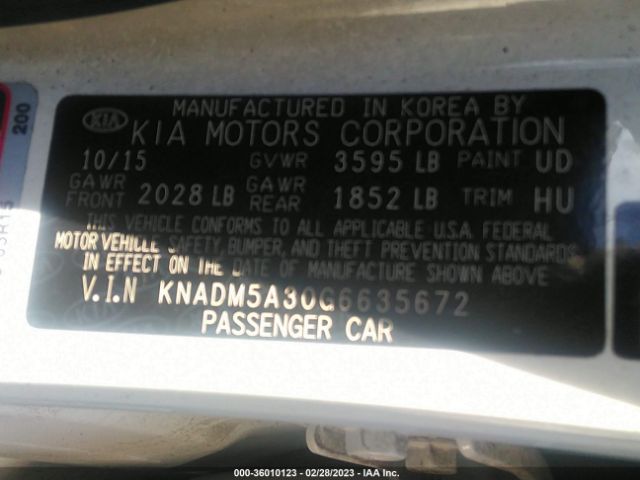 200
MANUFACTURED IN KOREA BY
KIA KIA MOTORS CORPORATION
10/15 GVWR 3595 LB PAINT UD
GAWR FRONT 2028 LB GAWR REAR 1852 LB TRIM HU
THIS VEHICLE CONFORMS TO ALL APPLICABLE U.S.A. FEDERAL
MOTOR VEHICLE SAFETY, BUMPER, AND THEFT PREVENTION STANDARDS
IN EFFECT ON THE DATE OF MANUFACTURE SHOWN ABOVE
V.I.N KNADM5A30G6635672
PASSENGER CAR
000-36010123 — 02/28/2023 — IAA Inc.